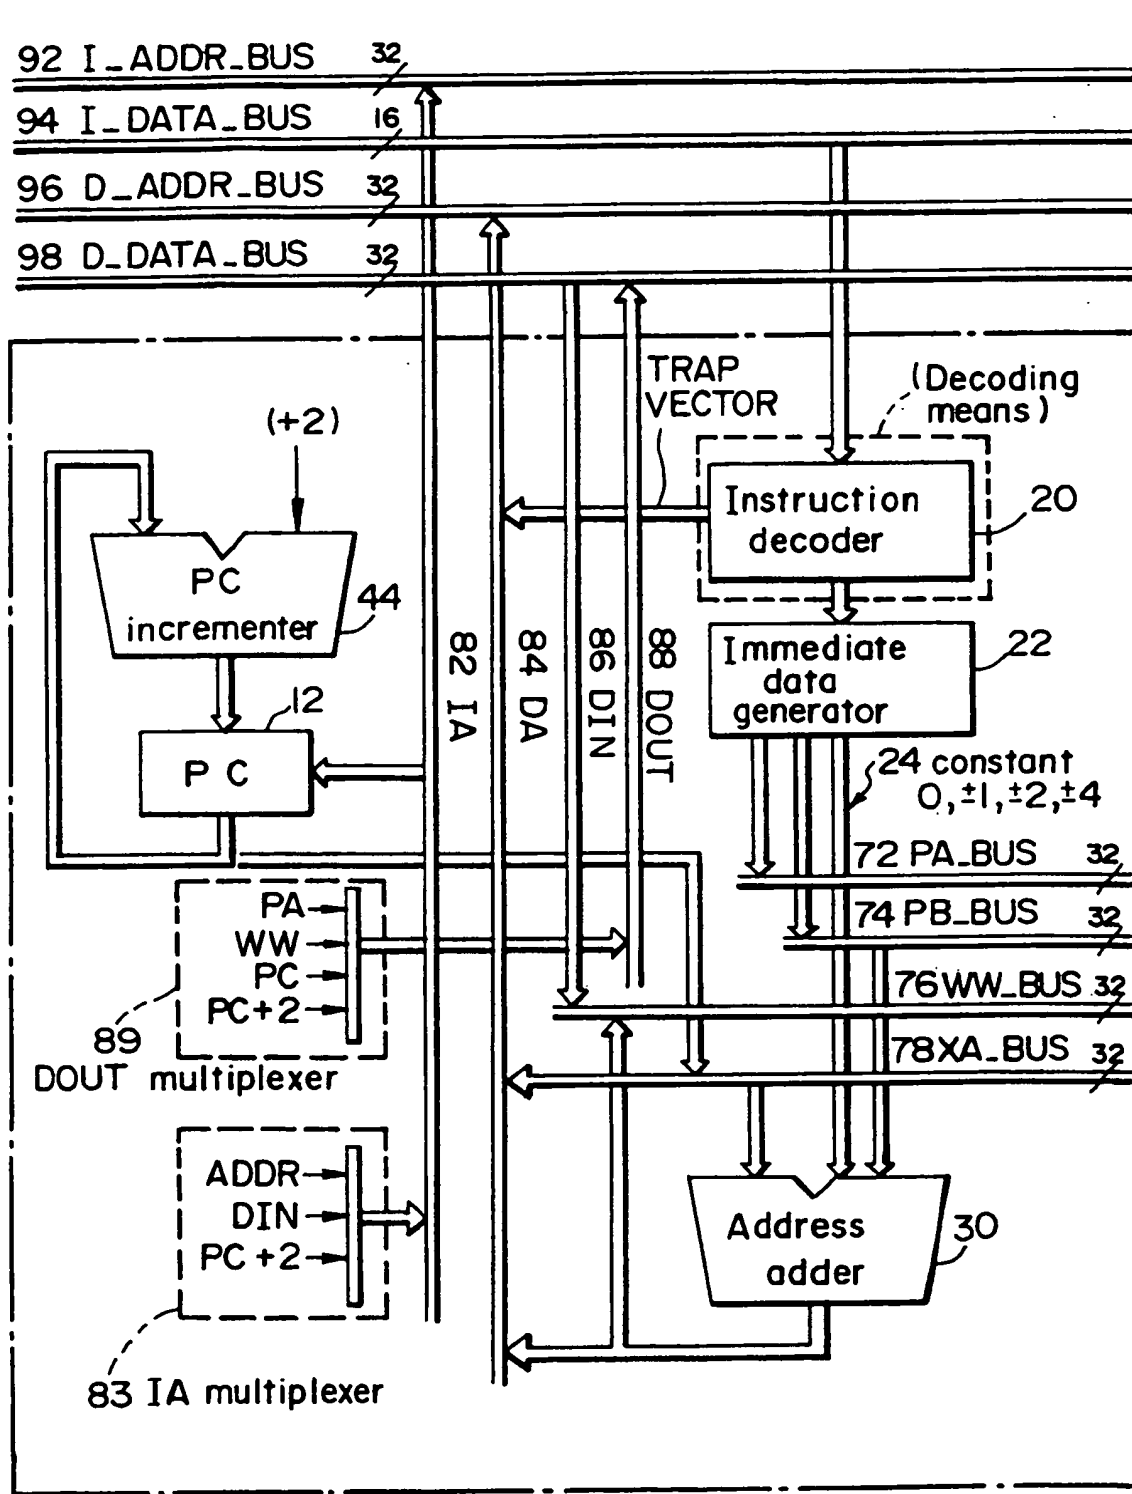 92 I_ADDR_BUS 32
94 I_DATA_BUS 16
96 D_ADDR_BUS 32
98 D_DATA_BUS 32
TRAP
VECTOR
(Decoding
means)
(+2)
Instruction
decoder
20
PC
incrementer
44
Immediate
data
generator
22
82 IA
84 DA
86 DIN
88 DOUT
12
PC
24 constant
0,±1,±2,±4
72 PA_BUS 32
74 PB_BUS 32
76 WW_BUS 32
78 XA_BUS 32
PA
WW
PC
PC+2
89
DOUT multiplexer
ADDR
DIN
PC+2
83 IA multiplexer
Address
adder
30